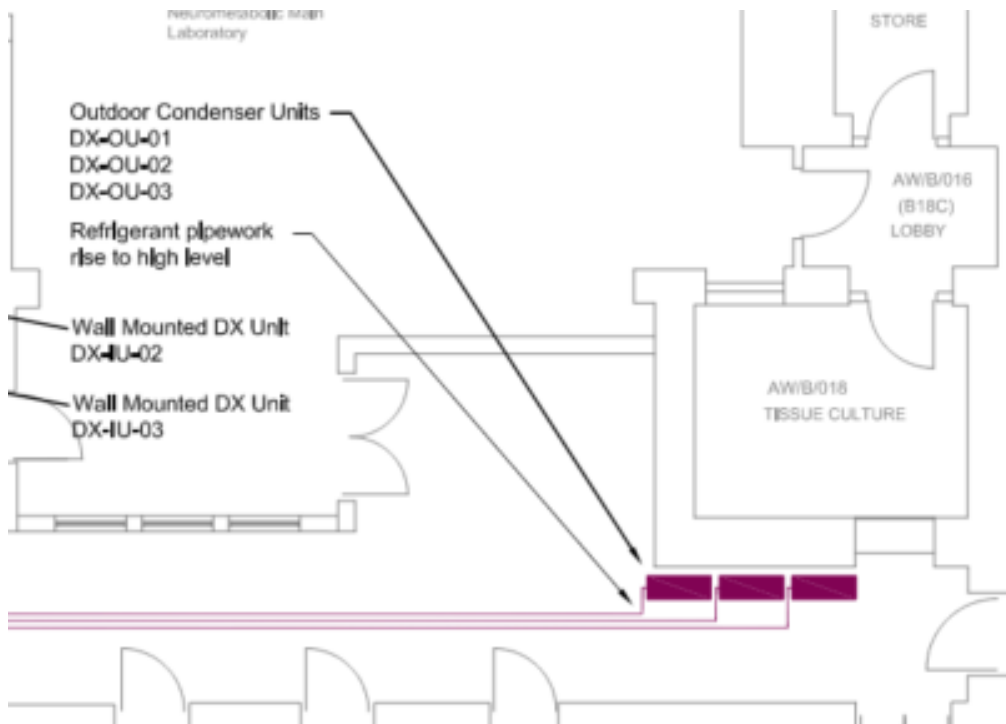 Neurometabolic Main
Laboratory
STORE
Outdoor Condenser Units
DX-OU-01
DX-OU-02
DX-OU-03
AW/B/016
(B18C)
LOBBY
Refrigerant pipework
rise to high level
Wall Mounted DX Unit
DX-IU-02
Wall Mounted DX Unit
DX-IU-03
AW/B/018
TISSUE CULTURE